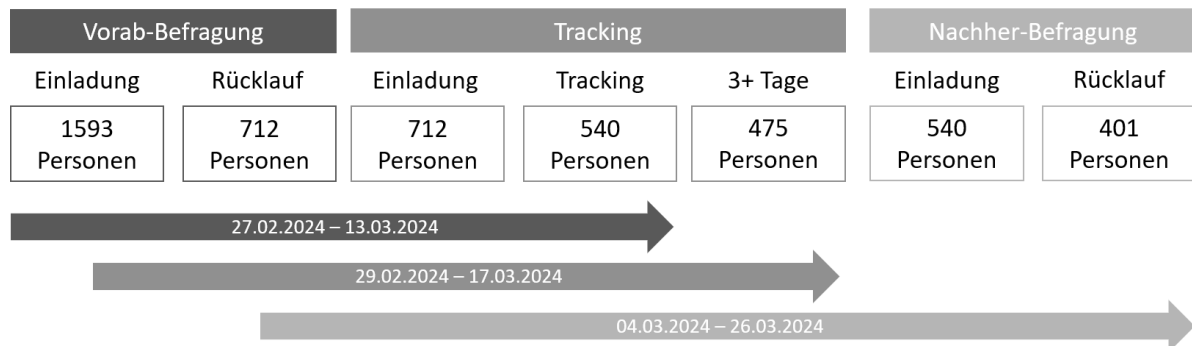 Vorab-Befragung
Tracking
Nachher-Befragung
Einladung
Rücklauf
Einladung
Tracking
3+ Tage
Einladung
Rücklauf
1593
Personen
712
Personen
712
Personen
540
Personen
475
Personen
540
Personen
401
Personen
27.02.2024 – 13.03.2024
29.02.2024 – 17.03.2024
04.03.2024 – 26.03.2024